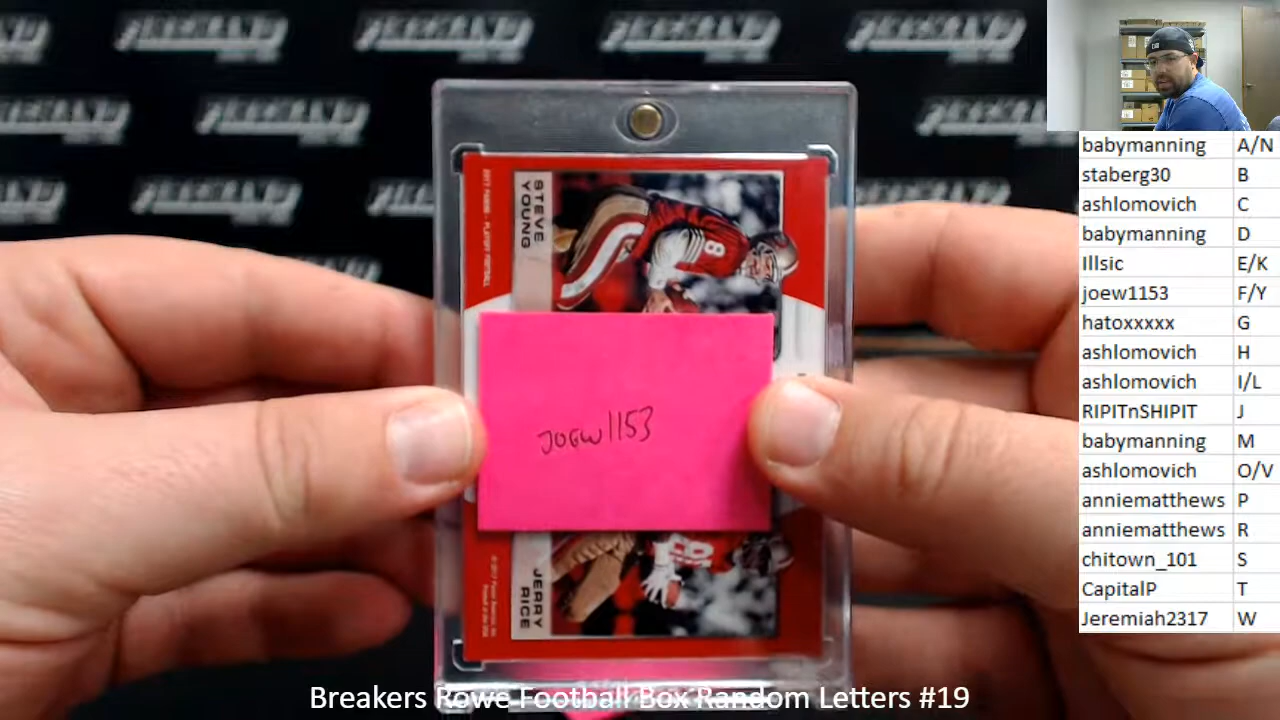 babymanning A/N
staberg30 B
ashlomovich C
babymanning D
Illsic E/K
joew1153 F/Y
hatoxxxxx G
ashlomovich H
ashlomovich I/L
RIPITnSHIPIT J
babymanning M
ashlomovich O/V
anniematthews P
anniematthews R
chitown_101 S
CapitalP T
Jeremiah2317 W
STEVE
YOUNG
8
JOEW1153
JERRY
RICE
Breakers Rowe Football Box Random Letters #19